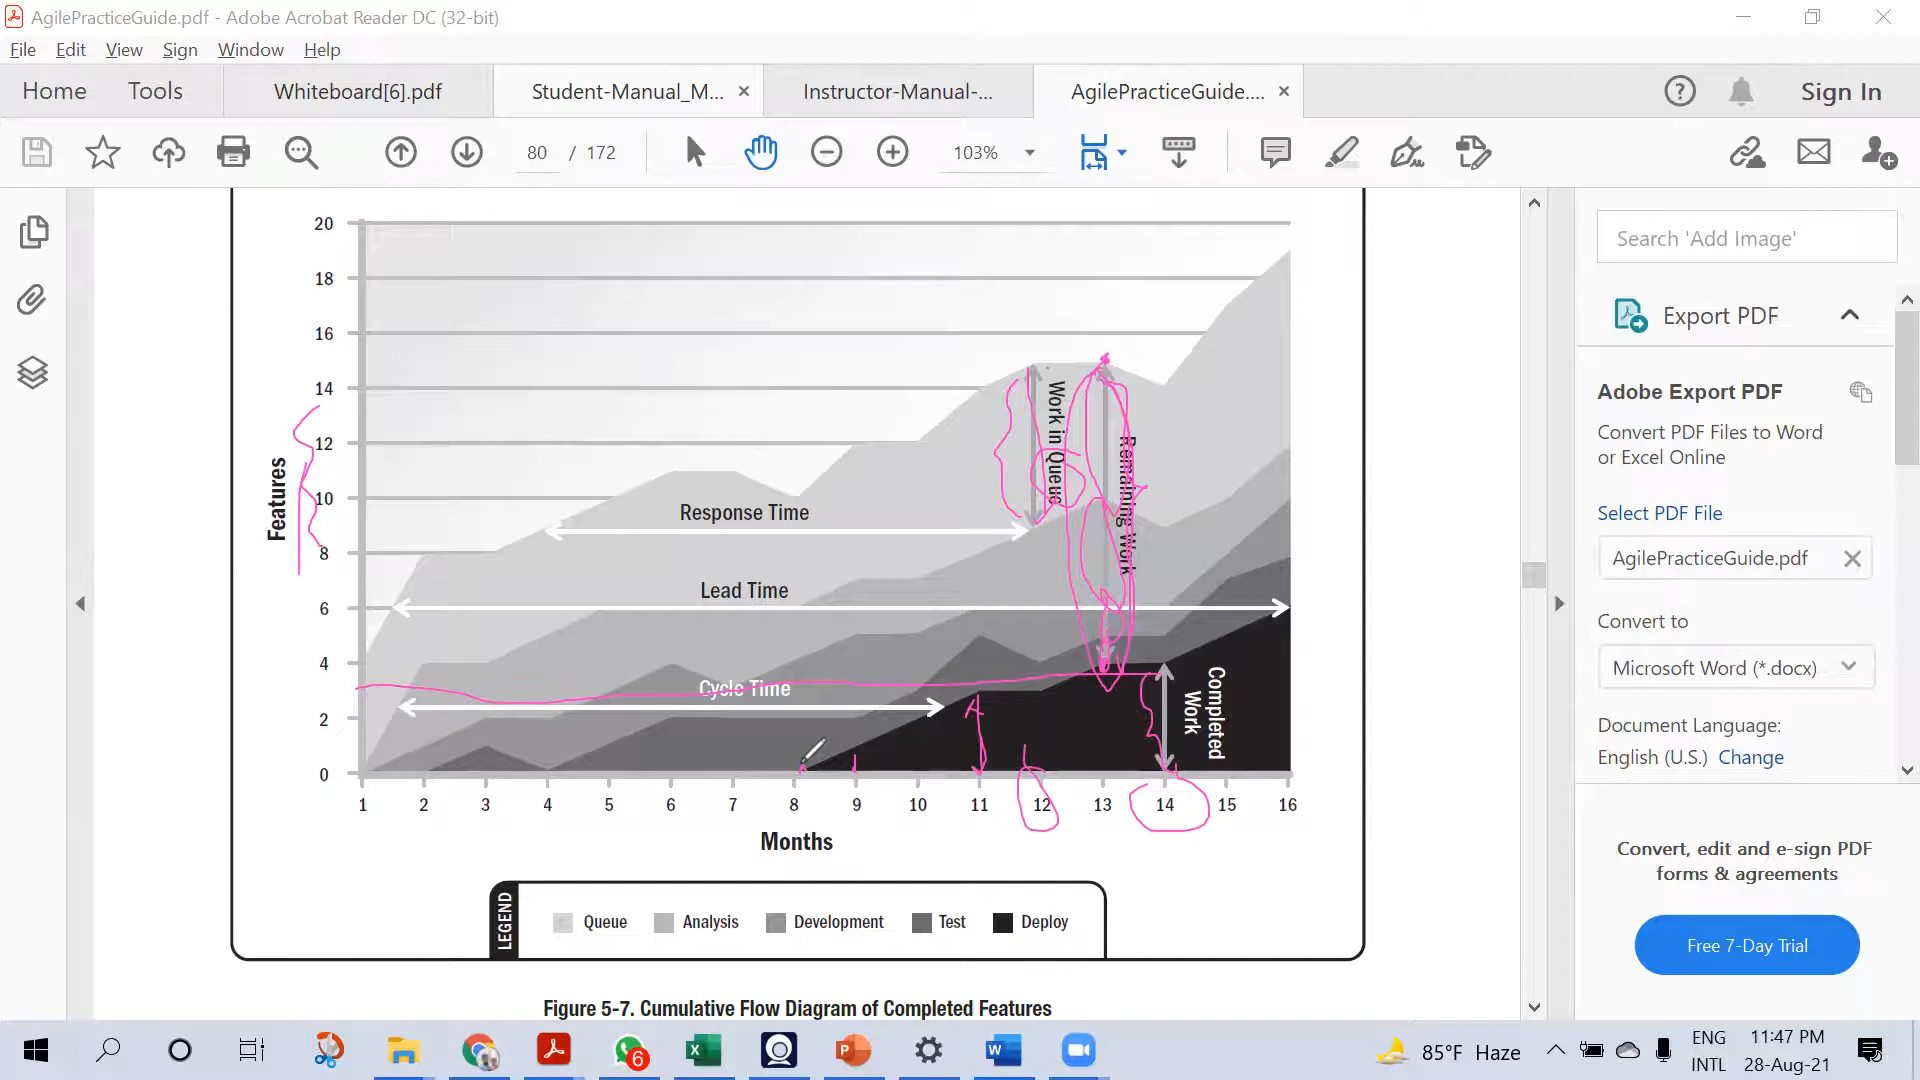 AgilePracticeGuide.pdf - Adobe Acrobat Reader DC (32-bit)
File Edit View Sign Window Help
Home Tools Whiteboard[6].pdf Student-Manual_M... Instructor-Manual-... AgilePracticeGuide....
Sign In
80 / 172 103%
20
18
16
14
12
10
8
6
4
2
0
Features
Response Time
Lead Time
Cycle Time
Work in Queue
Remaining Work
Completed
Work
1 2 3 4 5 6 7 8 9 10 11 12 13 14 15 16
Months
LEGEND
Queue Analysis Development Test Deploy
Figure 5-7. Cumulative Flow Diagram of Completed Features
Search 'Add Image'
Export PDF
Adobe Export PDF
Convert PDF Files to Word
or Excel Online
Select PDF File
AgilePracticeGuide.pdf
Convert to
Microsoft Word (*.docx)
Document Language:
English (U.S.) Change
Convert, edit and e-sign PDF
forms & agreements
Free 7-Day Trial
6
85°F Haze
ENG
INTL
11:47 PM
28-Aug-21